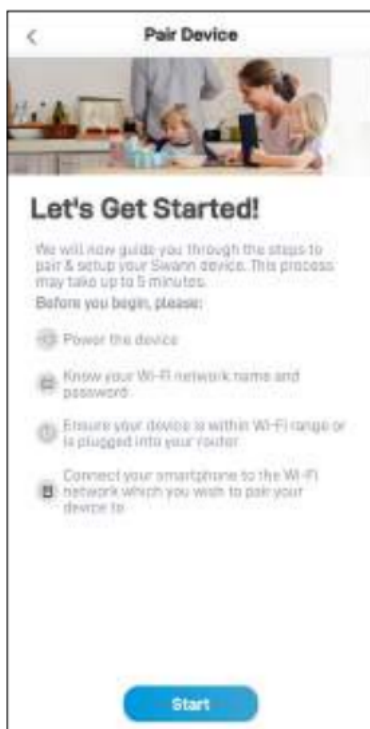 Pair Device
Let's Get Started!
We will now guide you through the steps to
pair & setup your Swann device. This process
may take up to 5 minutes.
Before you begin, please:
Power the device
Know your Wi-Fi network name and
password
Ensure your device is within Wi-Fi range or
is plugged into your router
Connect your smartphone to the Wi-Fi
network which you wish to pair your
device to
Start